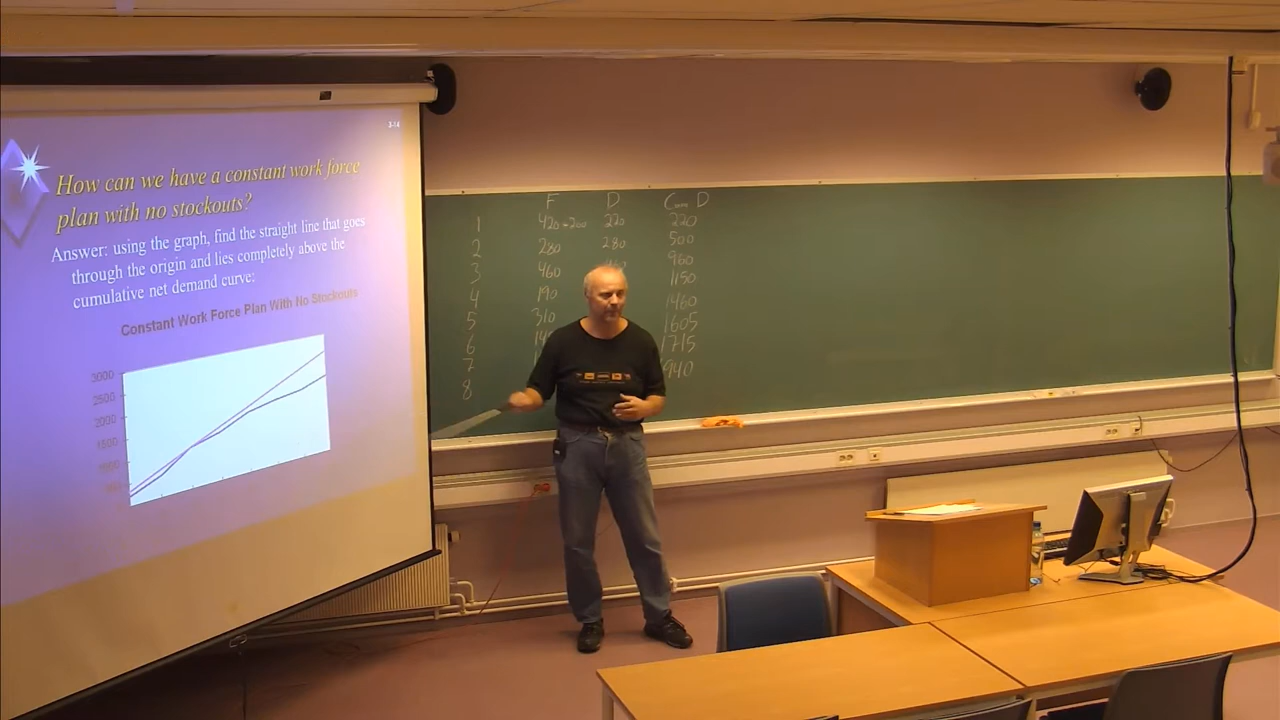 3-14
How can we have a constant work force
plan with no stockouts?
Answer: using the graph, find the straight line that goes
through the origin and lies completely above the
cumulative net demand curve:
Constant Work Force Plan With No Stockouts
3000
2500
2000
1500
F D Cum D
1 420-200 220 220
2 280 280 500
3 460 960
4 190 1150
5 310 1460
6 1605
7 1715
8 1940